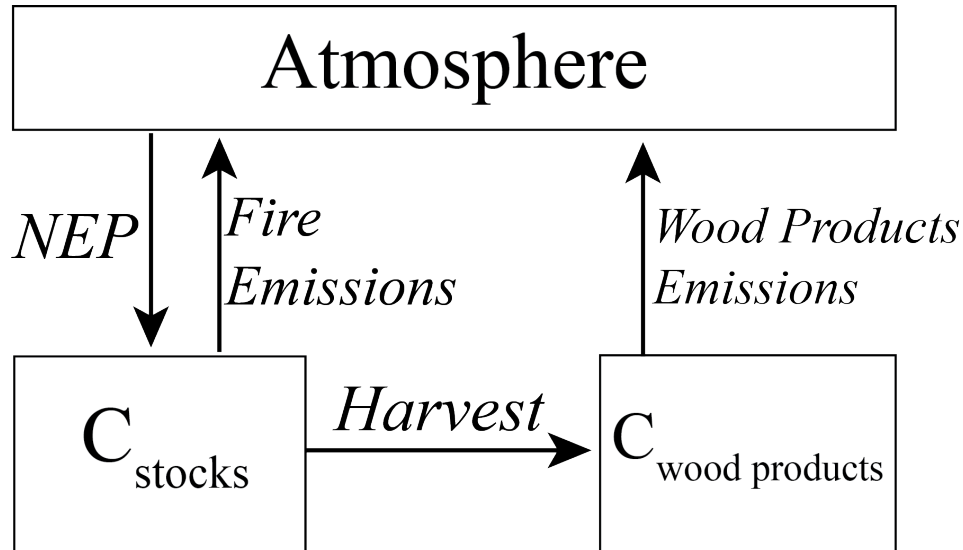 Atmosphere
NEP
Fire
Emissions
Wood Products
Emissions
Harvest
C stocks
C wood products